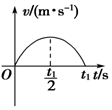 v/(m·s⁻¹)
O
t₁/2
t₁
t/s